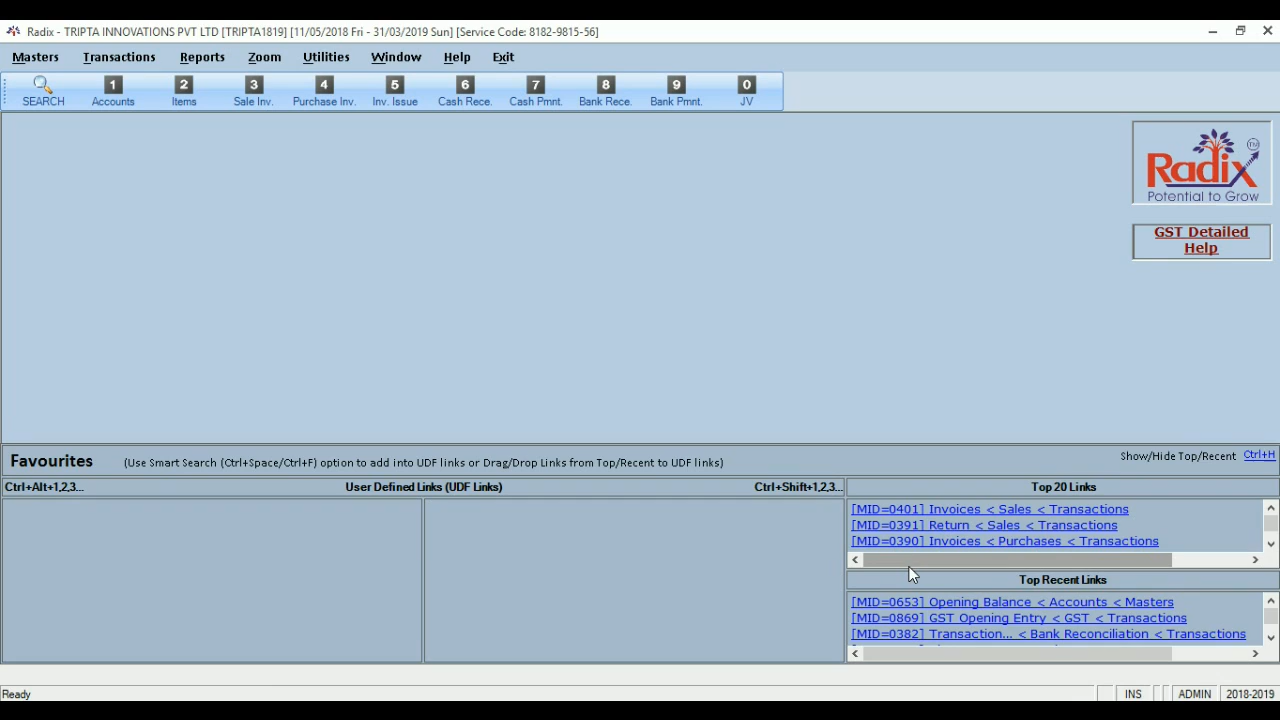 Radix - TRIPTA INNOVATIONS PVT LTD [TRIPTA1819] [11/05/2018 Fri - 31/03/2019 Sun] [Service Code: 8182-9815-56]
Masters Transactions Reports Zoom Utilities Window Help Exit
1 2 3 4 5 6 7 8 9 0
SEARCH Accounts Items Sale Inv. Purchase Inv. Inv. Issue Cash Rece. Cash Pmnt. Bank Rece. Bank Pmnt. JV
Radix TM
Potential to Grow
GST Detailed
Help
Favourites (Use Smart Search (Ctrl+Space/Ctrl+F) option to add into UDF links or Drag/Drop Links from Top/Recent to UDF links) Show/Hide Top/Recent Ctrl+H
Ctrl+Alt+1,2,3... User Defined Links (UDF Links) Ctrl+Shift+1,2,3... Top 20 Links
[MID=0401] Invoices < Sales < Transactions
[MID=0391] Return < Sales < Transactions
[MID=0390] Invoices < Purchases < Transactions
Top Recent Links
[MID=0653] Opening Balance < Accounts < Masters
[MID=0869] GST Opening Entry < GST < Transactions
[MID=0382] Transaction... < Bank Reconciliation < Transactions
Ready INS ADMIN 2018-2019